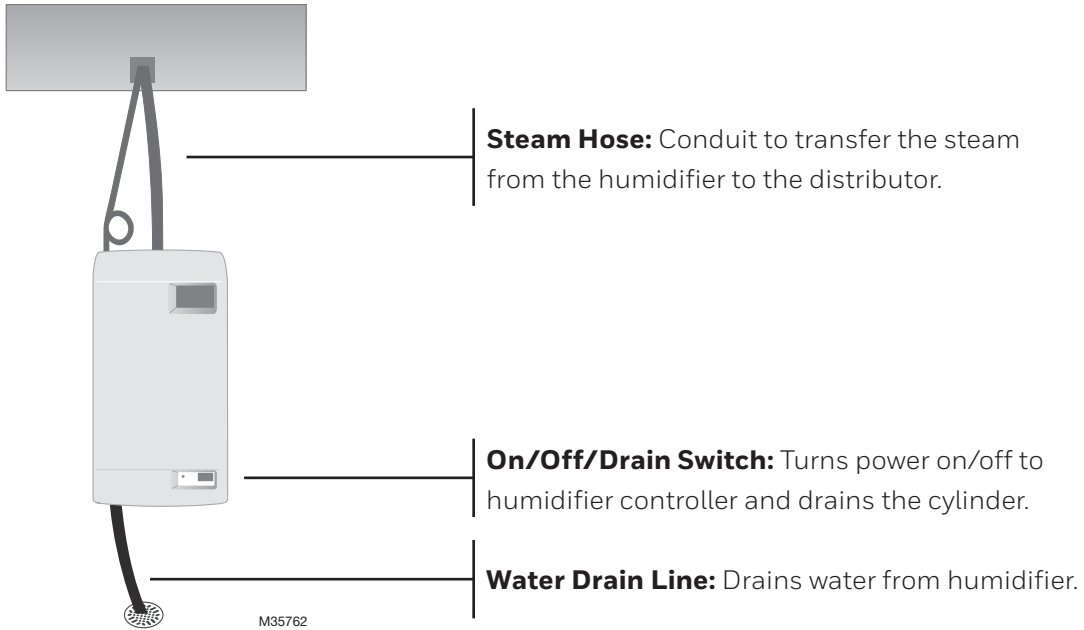 Steam Hose: Conduit to transfer the steam
from the humidifier to the distributor.
On/Off/Drain Switch: Turns power on/off to
humidifier controller and drains the cylinder.
Water Drain Line: Drains water from humidifier.
M35762